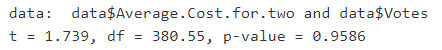 data:  data$Average.Cost.for.two and data$Votes
t = 1.739, df = 380.55, p-value = 0.9586